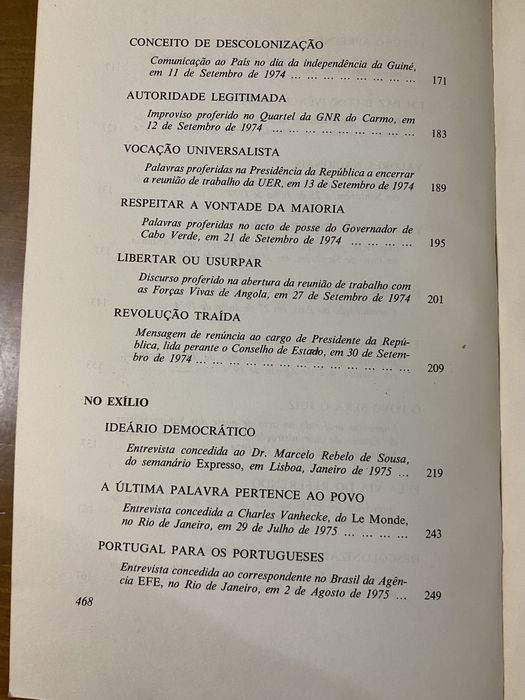 CONCEITO DE DESCOLONIZAÇÃO
Comunicação ao País no dia da independência da Guiné,
em 11 de Setembro de 1974 ... ... ... ... ... ... ... ... 171
AUTORIDADE LEGITIMADA
Improviso proferido no Quartel da GNR do Carmo, em
12 de Setembro de 1974 ... ... ... ... ... ... ... ... ... 183
VOCAÇÃO UNIVERSALISTA
Palavras proferidas na Presidência da República a encerrar
a reunião de trabalho da UER, em 13 de Setembro de 1974 189
RESPEITAR A VONTADE DA MAIORIA
Palavras proferidas no acto de posse do Governador de
Cabo Verde, em 21 de Setembro de 1974 ... ... ... ... 195
LIBERTAR OU USURPAR
Discurso proferido na abertura da reunião de trabalho com
as Forças Vivas de Angola, em 27 de Setembro de 1974 201
REVOLUÇÃO TRAÍDA
Mensagem de renúncia ao cargo de Presidente da Repú-
blica, lida perante o Conselho de Estado, em 30 de Setem-
bro de 1974 ... ... ... ... ... ... ... ... ... ... ... ... 209
NO EXÍLIO
IDEÁRIO DEMOCRÁTICO
Entrevista concedida ao Dr. Marcelo Rebelo de Sousa,
do semanário Expresso, em Lisboa, Janeiro de 1975 ... 219
A ÚLTIMA PALAVRA PERTENCE AO POVO
Entrevista concedida a Charles Vanhecke, do Le Monde,
no Rio de Janeiro, em 29 de Julho de 1975 ... ... ... ... 243
PORTUGAL PARA OS PORTUGUESES
Entrevista concedida ao correspondente no Brasil da Agên-
cia EFE, no Rio de Janeiro, em 2 de Agosto de 1975 ... 249
468